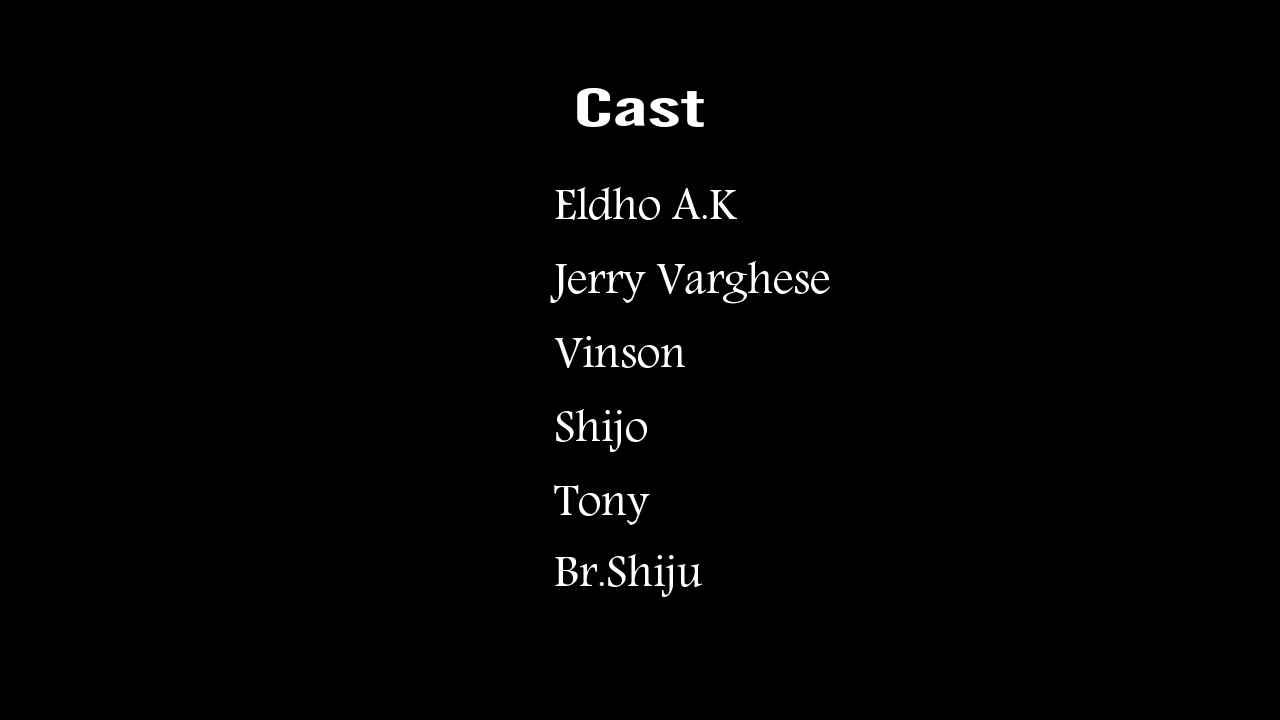 Cast
Eldho A.K
Jerry Varghese
Vinson
Shijo
Tony
Br.Shiju